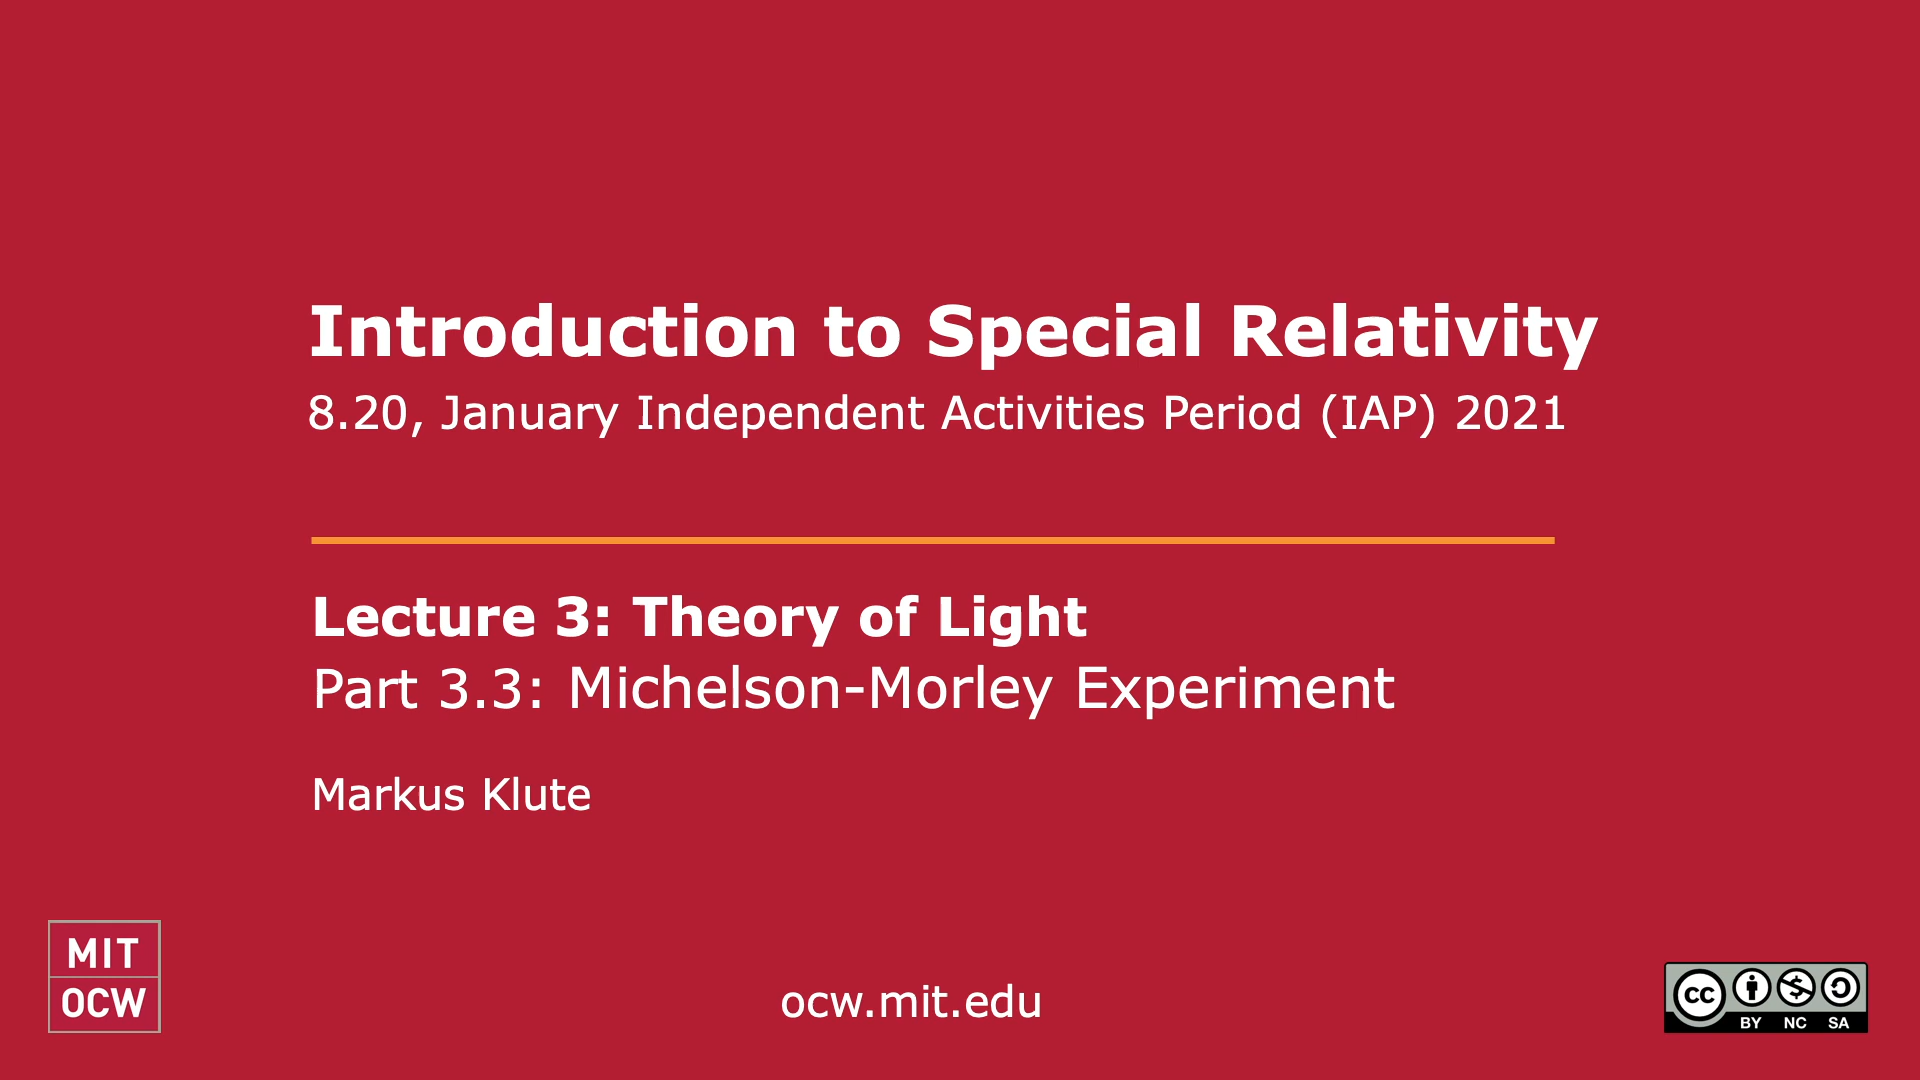 Introduction to Special Relativity
8.20, January Independent Activities Period (IAP) 2021
Lecture 3: Theory of Light
Part 3.3: Michelson-Morley Experiment
Markus Klute
MIT
OCW
ocw.mit.edu
cc
BY NC SA